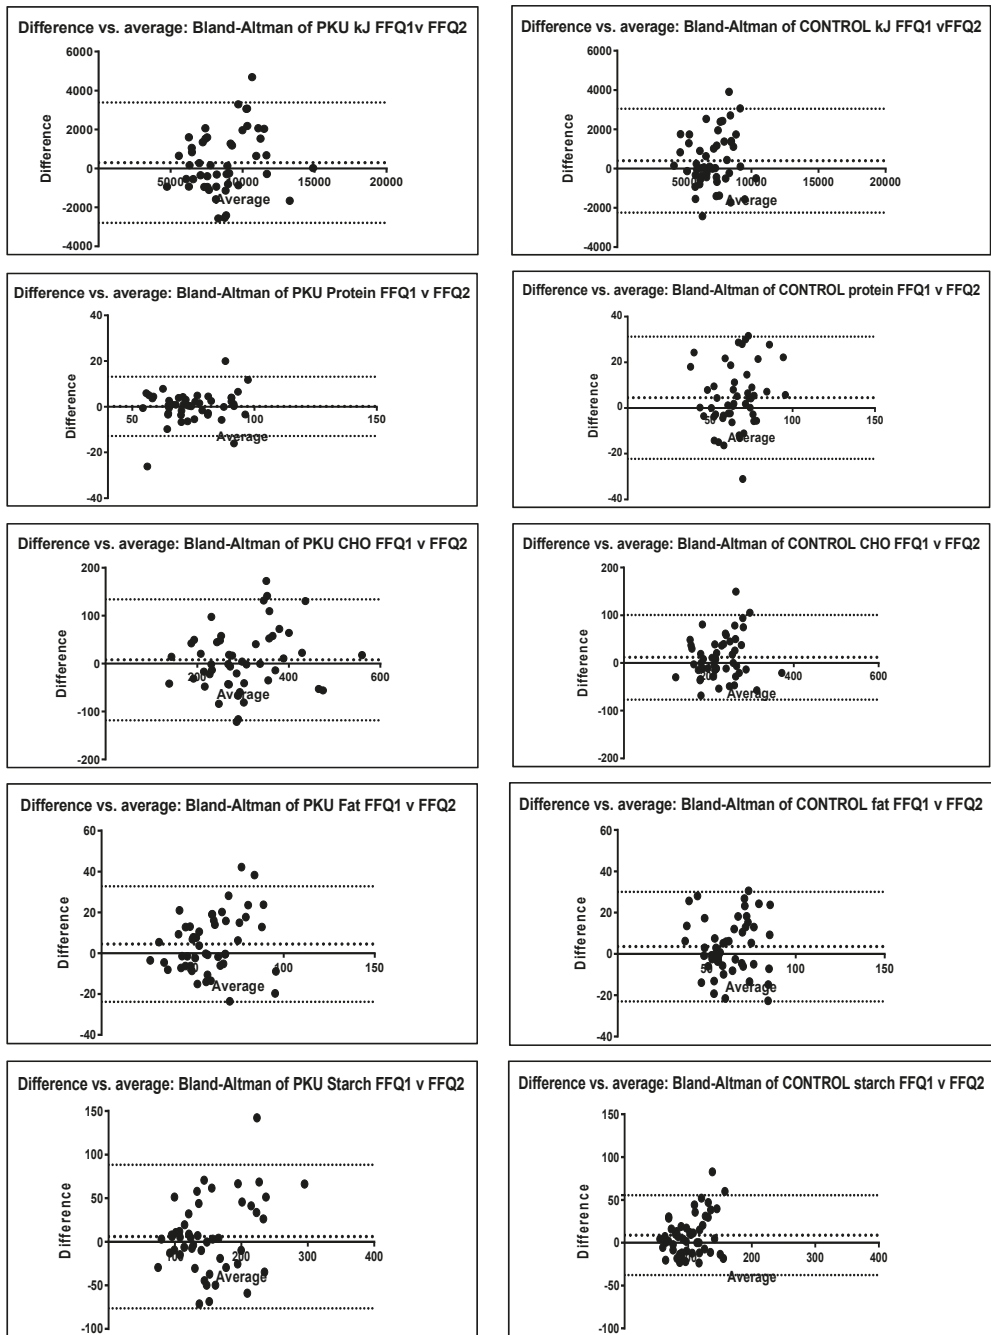 Difference vs. average: Bland-Altman of PKU kJ FFQ1v FFQ2
6000
4000
2000
0
-2000
-4000
Difference
5000 10000 15000 20000
Average
Difference vs. average: Bland-Altman of CONTROL kJ FFQ1 vFFQ2
6000
4000
2000
0
-2000
-4000
Difference
5000 10000 15000 20000
Average
Difference vs. average: Bland-Altman of PKU Protein FFQ1 v FFQ2
40
20
0
-20
-40
Difference
50 100 150
Average
Difference vs. average: Bland-Altman of CONTROL protein FFQ1 v FFQ2
40
20
0
-20
-40
Difference
50 100 150
Average
Difference vs. average: Bland-Altman of PKU CHO FFQ1 v FFQ2
200
100
0
-100
-200
Difference
200 400 600
Average
Difference vs. average: Bland-Altman of CONTROL CHO FFQ1 v FFQ2
200
100
0
-100
-200
Difference
200 400 600
Average
Difference vs. average: Bland-Altman of PKU Fat FFQ1 v FFQ2
60
40
20
0
-20
-40
Difference
100 150
Average
Difference vs. average: Bland-Altman of CONTROL fat FFQ1 v FFQ2
60
40
20
0
-20
-40
Difference
50 100 150
Average
Difference vs. average: Bland-Altman of PKU Starch FFQ1 v FFQ2
150
100
50
0
-50
-100
Difference
100 200 300 400
Average
Difference vs. average: Bland-Altman of CONTROL starch FFQ1 v FFQ2
150
100
50
0
-50
-100
Difference
100 200 300 400
Average